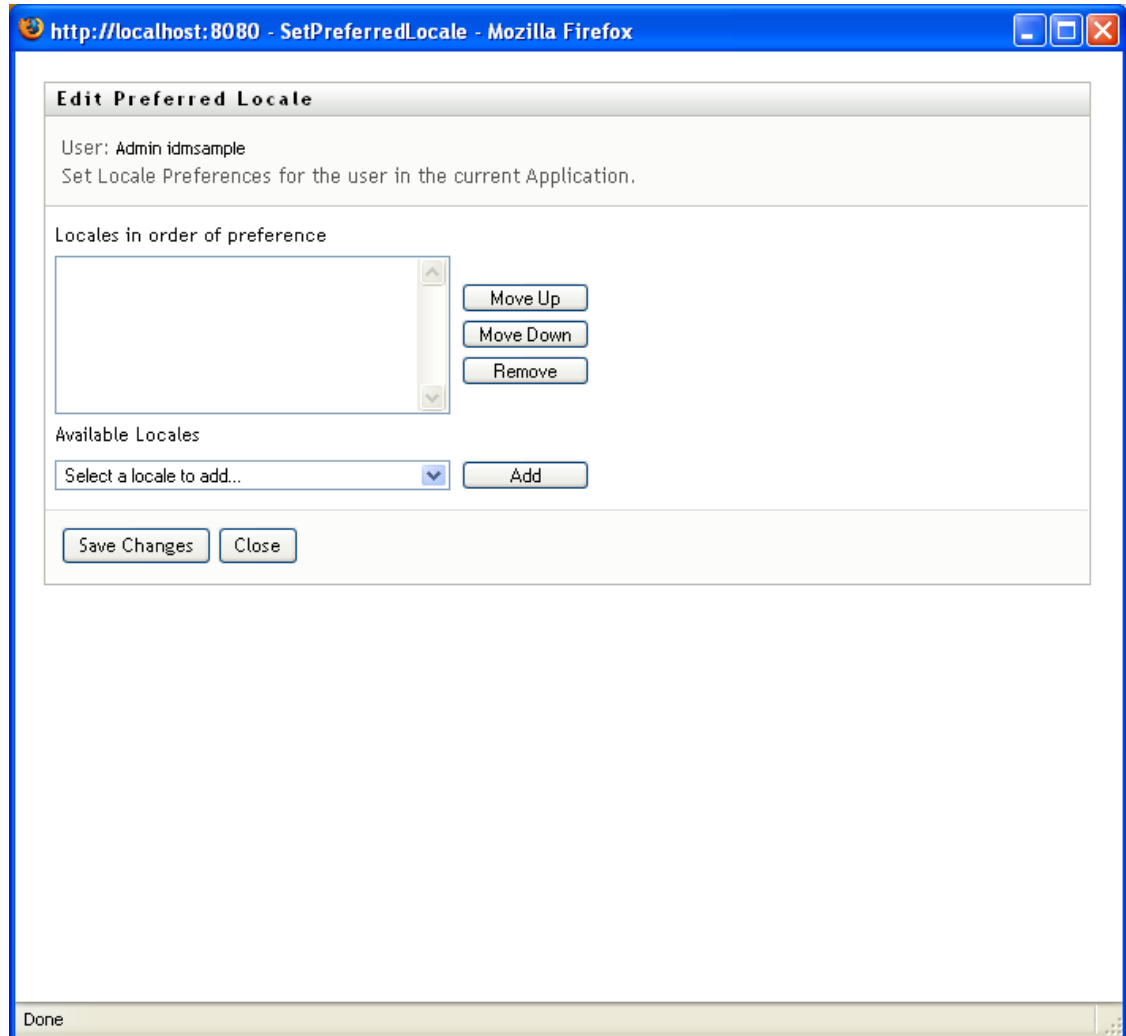 http://localhost:8080 - SetPreferredLocale - Mozilla Firefox
Edit Preferred Locale
User: Admin idmsample
Set Locale Preferences for the user in the current Application.
Locales in order of preference
Move Up
Move Down
Remove
Available Locales
Select a locale to add... Add
Save Changes Close
Done